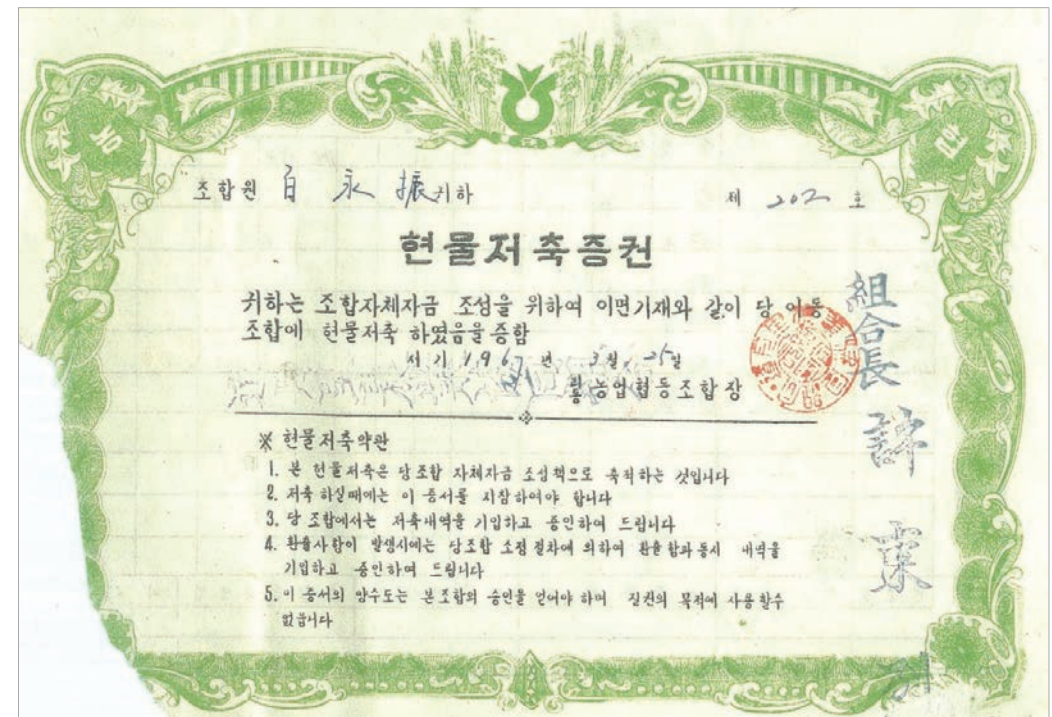 조합원 白 永 振 귀하
제 202 호
현물저축증권
귀하는 조합자체자금 조성을 위하여 이면기재와 같이 당 이동
조합에 현물저축 하였음을 증함
서기 1967년 3월 25일
농업협동조합장
組合長 許
※ 현물저축약관
1. 본 현물저축은 당조합 자체자금 조성책으로 축적하는 것입니다
2. 저축 하실때에는 이 증서를 지참하여야 합니다
3. 당 조합에서는 저축내역을 기입하고 증인하여 드립니다
4. 환출사항이 발생시에는 당조합 소정 절차에 의하여 환출함과 동시 내역을
기입하고 증인하여 드립니다
5. 이 증서의 양수도는 본조합의 승인을 얻어야 하며 질권의 목적에 사용할수
없읍니다